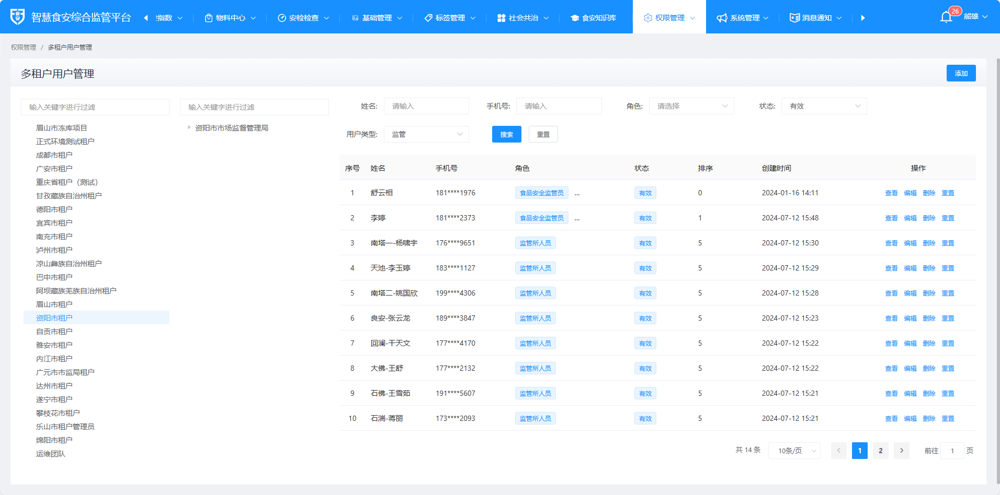 智慧食安综合监管平台 指数 物料中心 安检检查 基础管理 标签管理 社会共治 食安知识库 权限管理 系统管理 消息通知 26 熊雄
权限管理 / 多租户用户管理
多租户用户管理 添加
输入关键字进行过滤 输入关键字进行过滤
姓名: 请输入 手机号: 请输入 角色: 请选择 状态: 有效
用户类型: 监管 搜索 重置
眉山市冻库项目
正式环境测试租户
成都市租户
广安市租户
重庆省租户（测试）
甘孜藏族自治州租户
德阳市租户
宜宾市租户
南充市租户
泸州市租户
凉山彝族自治州租户
巴中市租户
阿坝藏族羌族自治州租户
眉山市租户
资阳市租户
自贡市租户
雅安市租户
内江市租户
广元市市监局租户
达州市租户
遂宁市租户
攀枝花市租户
乐山市租户管理员
绵阳市租户
运维团队
资阳市市场监督管理局
序号 姓名 手机号 角色 状态 排序 创建时间 操作
1 舒云相 181****1976 食品安全监管员 ... 有效 0 2024-01-16 14:11 查看 编辑 删除 重置
2 李婷 181****2373 食品安全监管员 ... 有效 1 2024-07-12 15:48 查看 编辑 删除 重置
3 南塔一-杨啸宇 176****9651 监管所人员 有效 5 2024-07-12 15:30 查看 编辑 删除 重置
4 天池-李玉婷 183****1127 监管所人员 有效 5 2024-07-12 15:29 查看 编辑 删除 重置
5 南塔二-姚国欣 199****4306 监管所人员 有效 5 2024-07-12 15:28 查看 编辑 删除 重置
6 良安-张云龙 189****3847 监管所人员 有效 5 2024-07-12 15:23 查看 编辑 删除 重置
7 回澜-干天文 177****4170 监管所人员 有效 5 2024-07-12 15:22 查看 编辑 删除 重置
8 大佛-王舒 177****2132 监管所人员 有效 5 2024-07-12 15:22 查看 编辑 删除 重置
9 石佛-王雪茹 191****5607 监管所人员 有效 5 2024-07-12 15:21 查看 编辑 删除 重置
10 石湍-蒋丽 173****2093 监管所人员 有效 5 2024-07-12 15:21 查看 编辑 删除 重置
共 14 条 10条/页 1 2 前往 1 页